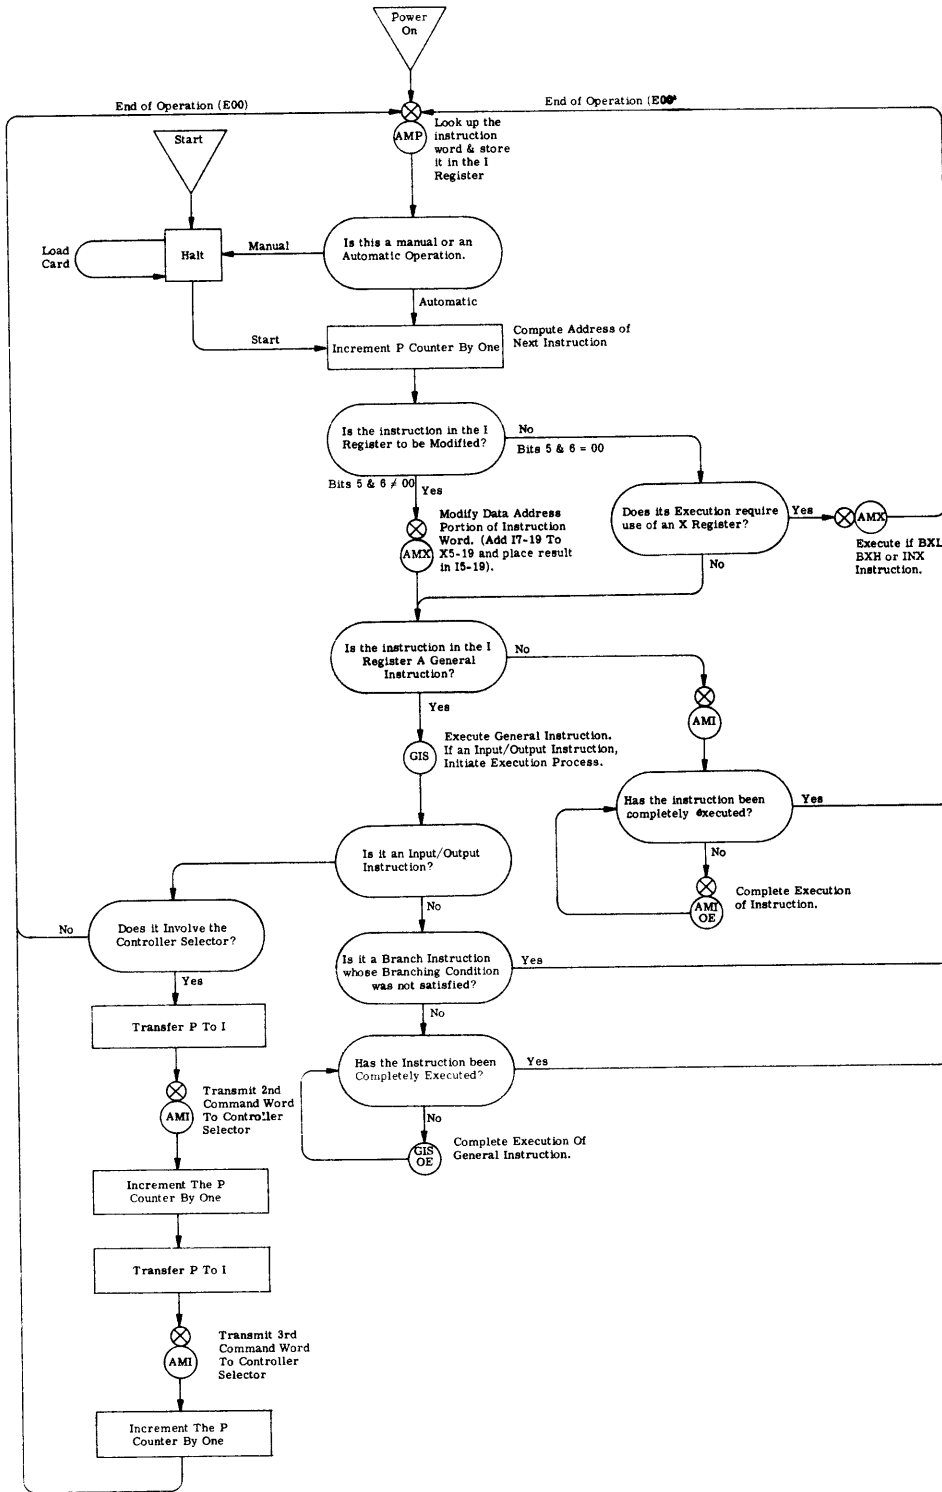 Power
On
End of Operation (E00)
End of Operation (E00)
AMP
Look up the
instruction
word & store
it in the I
Register
Start
Load
Card
Halt
Manual
Is this a manual or an
Automatic Operation.
Automatic
Start
Increment P Counter By One
Compute Address of
Next Instruction
Is the instruction in the I
Register to be Modified?
No
Bits 5 & 6 = 00
Bits 5 & 6 ≠ 00
Yes
AMX
Modify Data Address
Portion of Instruction
Word. (Add I7-19 To
X5-19 and place result
in I5-19).
Does its Execution require
use of an X Register?
Yes
AMX
Execute if BXL
BXH or INX
Instruction.
No
Is the instruction in the I
Register A General
Instruction?
No
AMI
Yes
GIS
Execute General Instruction.
If an Input/Output Instruction,
Initiate Execution Process.
Has the instruction been
completely executed?
Yes
No
AMI
OE
Complete Execution
of Instruction.
Is it an Input/Output
Instruction?
No
Does it Involve the
Controller Selector?
No
Yes
Is it a Branch Instruction
whose Branching Condition
was not satisfied?
Yes
No
Transfer P To I
Has the Instruction been
Completely Executed?
Yes
No
GIS
OE
Complete Execution Of
General Instruction.
AMI
Transmit 2nd
Command Word
To Controller
Selector
Increment The P
Counter By One
Transfer P To I
AMI
Transmit 3rd
Command Word
To Controller
Selector
Increment The P
Counter By One